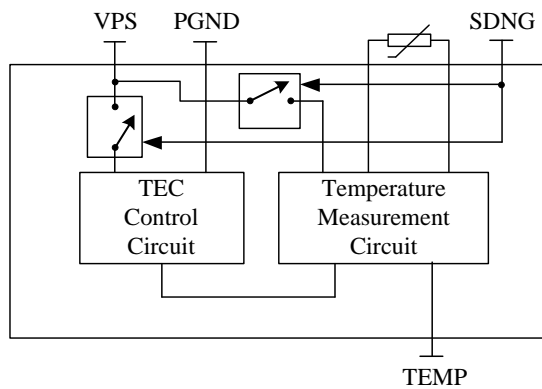 VPS
PGND
SDNG
TEC
Control
Circuit
Temperature
Measurement
Circuit
TEMP